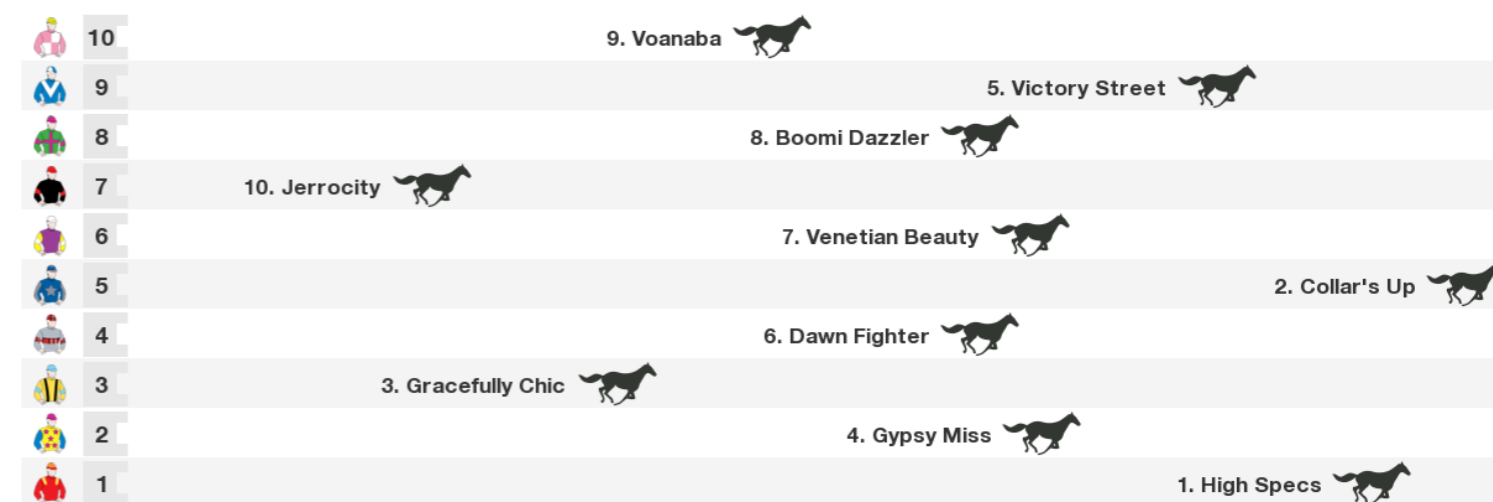 10 9. Voanaba
9 5. Victory Street
8 8. Boomi Dazzler
7 10. Jerrocity
6 7. Venetian Beauty
5 2. Collar's Up
4 6. Dawn Fighter
3 3. Gracefully Chic
2 4. Gypsy Miss
1 1. High Specs